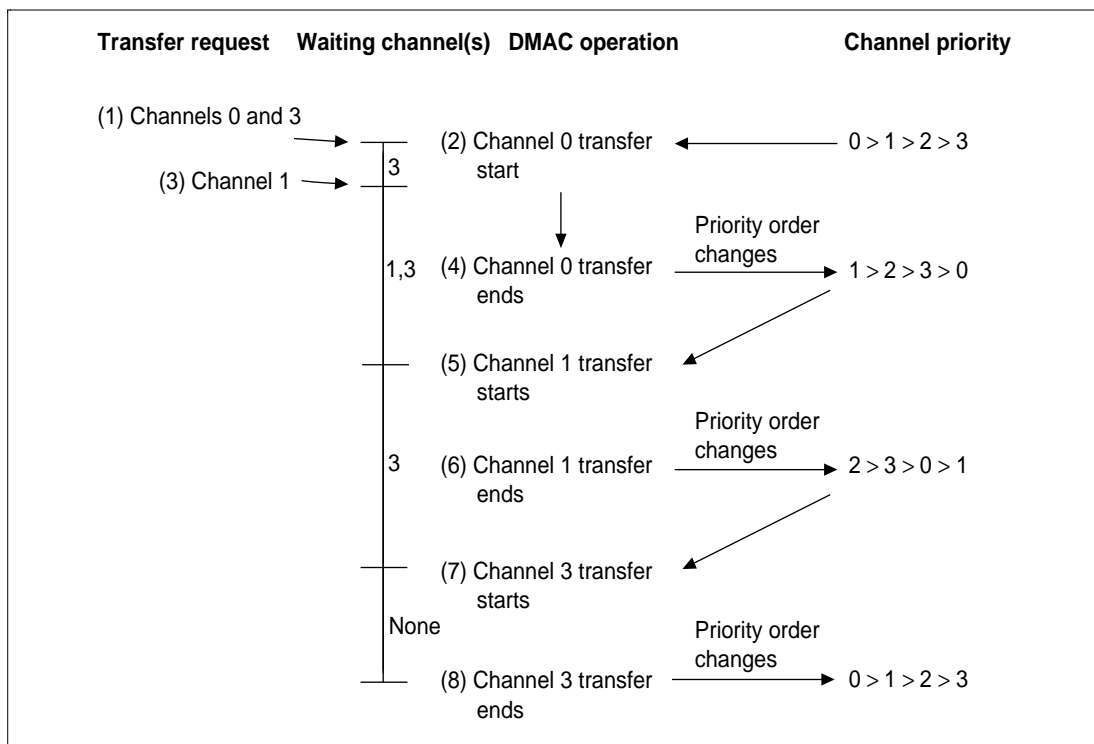 Transfer request Waiting channel(s) DMAC operation Channel priority
(1) Channels 0 and 3
(2) Channel 0 transfer start
0 > 1 > 2 > 3
3
(3) Channel 1
Priority order
changes
1,3
(4) Channel 0 transfer
ends
1 > 2 > 3 > 0
(5) Channel 1 transfer
starts
Priority order
changes
3
(6) Channel 1 transfer
ends
2 > 3 > 0 > 1
(7) Channel 3 transfer
starts
None
Priority order
changes
(8) Channel 3 transfer
ends
0 > 1 > 2 > 3